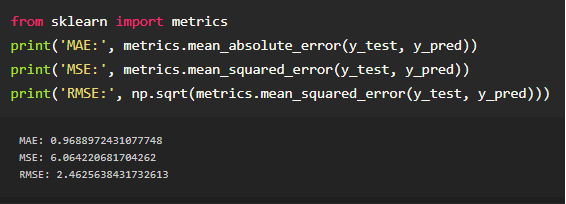 from sklearn import metrics
print('MAE:', metrics.mean_absolute_error(y_test, y_pred))
print('MSE:', metrics.mean_squared_error(y_test, y_pred))
print('RMSE:', np.sqrt(metrics.mean_squared_error(y_test, y_pred)))
MAE: 0.9688972431077748
MSE: 6.064220681704262
RMSE: 2.4625638431732613